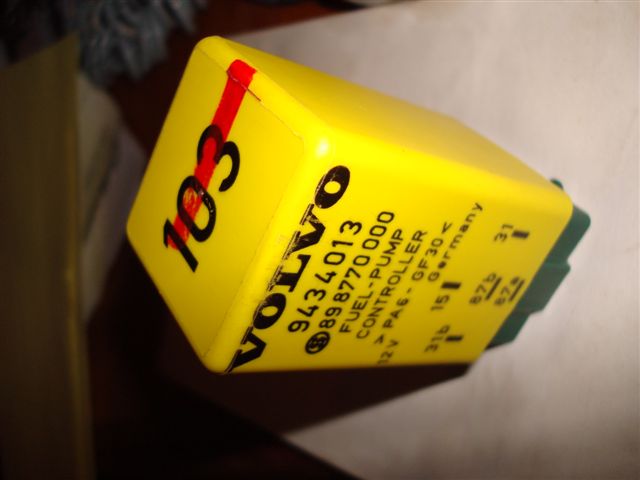 103
VOLVO
9434013
898770000
FUEL-PUMP
CONTROLLER
12V >PA6-GF30<
Germany
31b 15
87b 31
87a